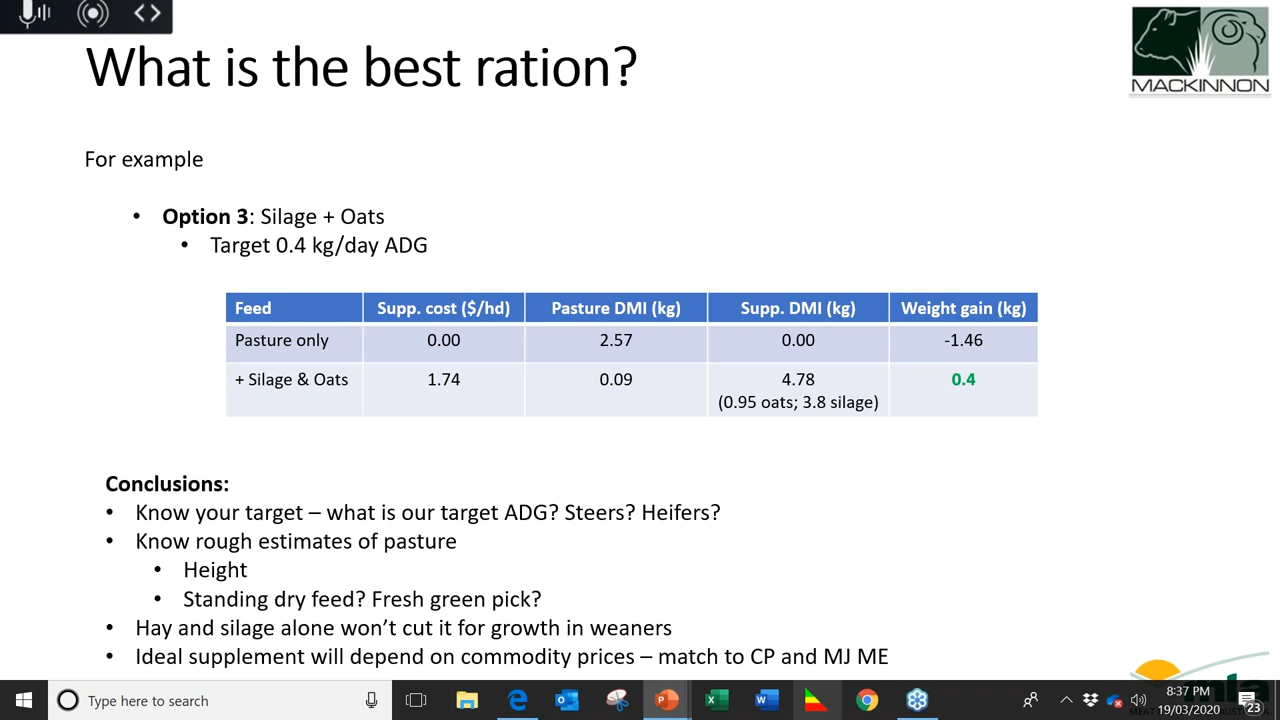 What is the best ration?
MACKINNON
For example
• Option 3: Silage + Oats
• Target 0.4 kg/day ADG
Feed Supp. cost ($/hd) Pasture DMI (kg) Supp. DMI (kg) Weight gain (kg)
Pasture only 0.00 2.57 0.00 -1.46
+ Silage & Oats 1.74 0.09 4.78 0.4
(0.95 oats; 3.8 silage)
Conclusions:
• Know your target – what is our target ADG? Steers? Heifers?
• Know rough estimates of pasture
• Height
• Standing dry feed? Fresh green pick?
• Hay and silage alone won’t cut it for growth in weaners
• Ideal supplement will depend on commodity prices – match to CP and MJ ME
Type here to search
8:37 PM
19/03/2020
23